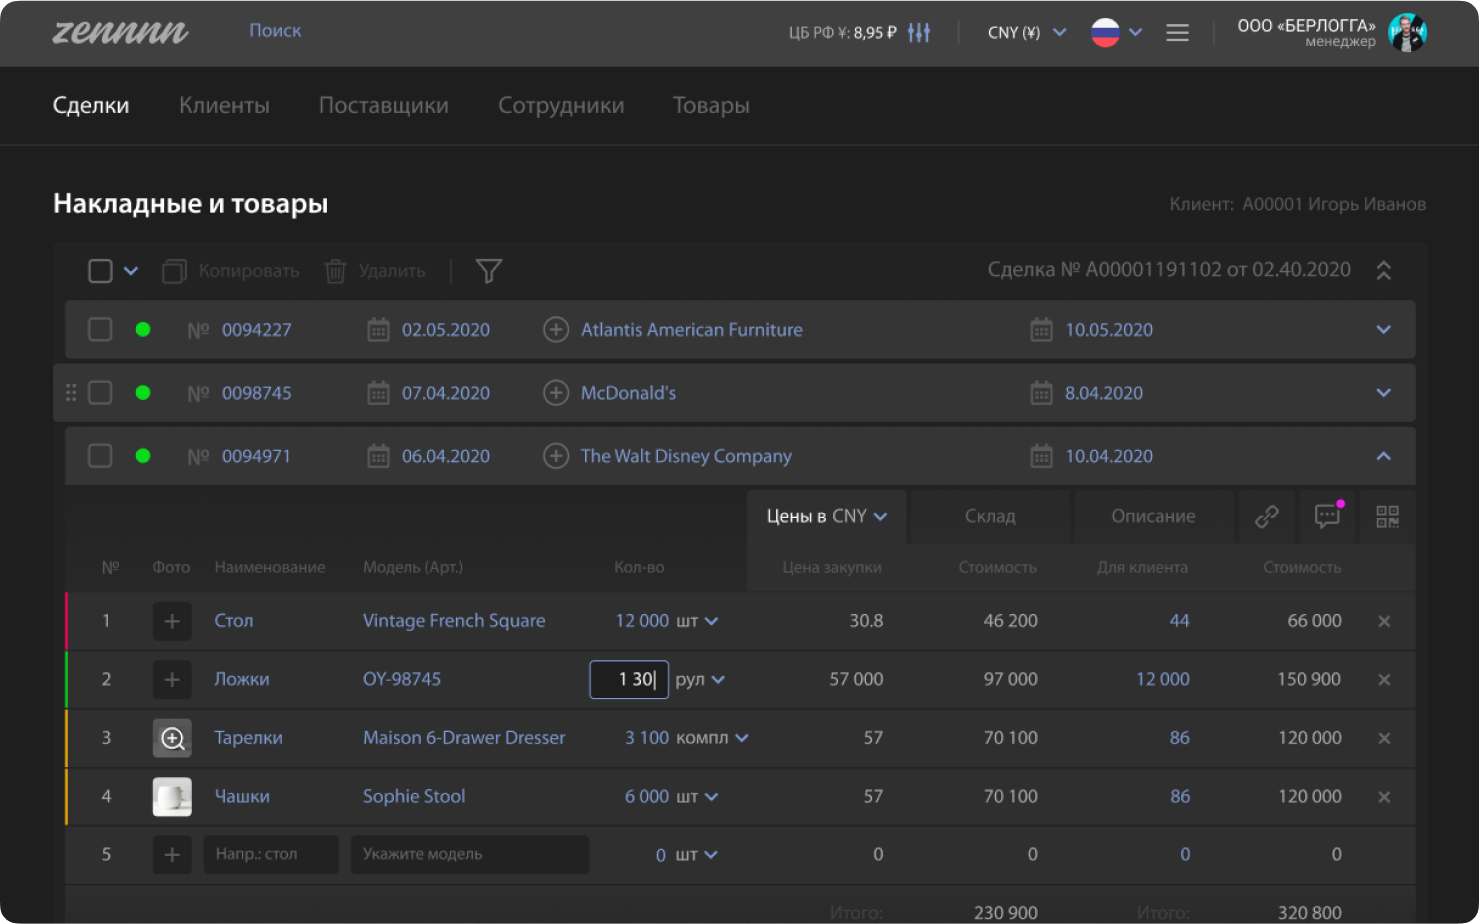 zennnn Поиск ЦБ РФ ¥: 8,95 ₽ CNY (¥) ООО «БЕРЛОГГА»
менеджер
Сделки Клиенты Поставщики Сотрудники Товары
Накладные и товары Клиент: А00001 Игорь Иванов
Копировать Удалить Сделка № А00001191102 от 02.40.2020
№ 0094227 02.05.2020 Atlantis American Furniture 10.05.2020
№ 0098745 07.04.2020 McDonald's 8.04.2020
№ 0094971 06.04.2020 The Walt Disney Company 10.04.2020
Цены в CNY Склад Описание
№ Фото Наименование Модель (Арт.) Кол-во Цена закупки Стоимость Для клиента Стоимость
1 Стол Vintage French Square 12 000 шт 30.8 46 200 44 66 000
2 Ложки OY-98745 1 30 рул 57 000 97 000 12 000 150 900
3 Тарелки Maison 6-Drawer Dresser 3 100 компл 57 70 100 86 120 000
4 Чашки Sophie Stool 6 000 шт 57 70 100 86 120 000
5 Напр.: стол Укажите модель 0 шт 0 0 0 0
Итого: 230 900 Итого: 320 800